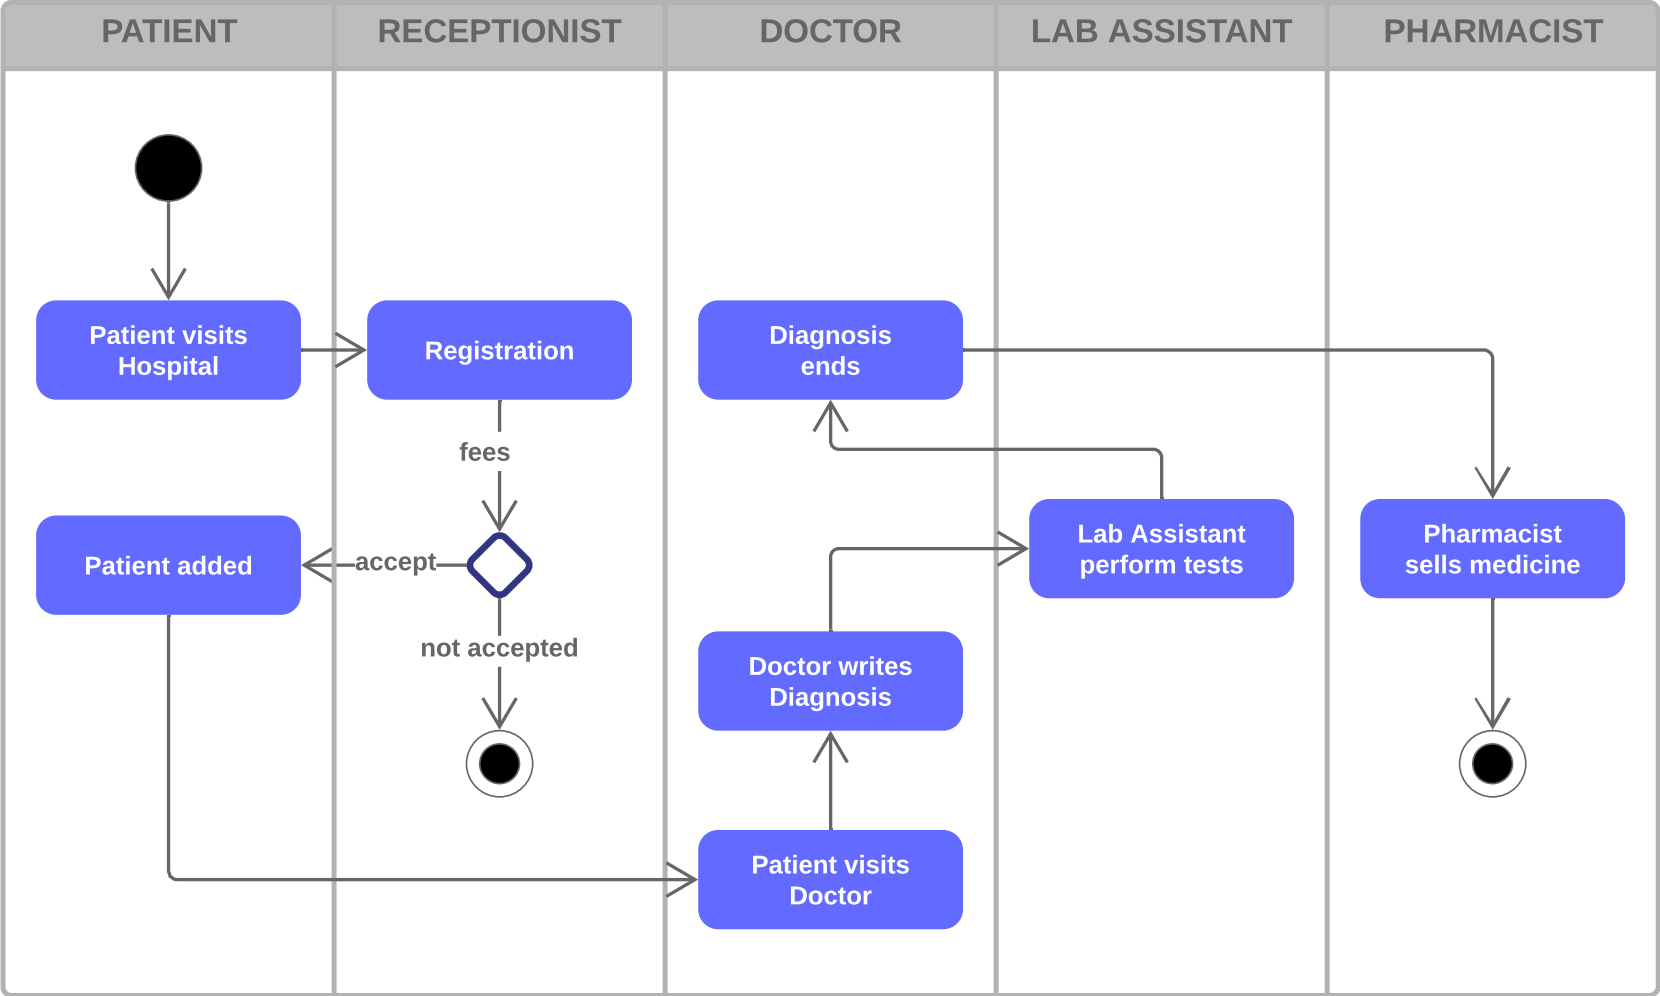 PATIENT
RECEPTIONIST
DOCTOR
LAB ASSISTANT
PHARMACIST
Patient visits
Hospital
Registration
Diagnosis
ends
fees
Patient added
accept
Lab Assistant
perform tests
Pharmacist
sells medicine
not accepted
Doctor writes
Diagnosis
Patient visits
Doctor